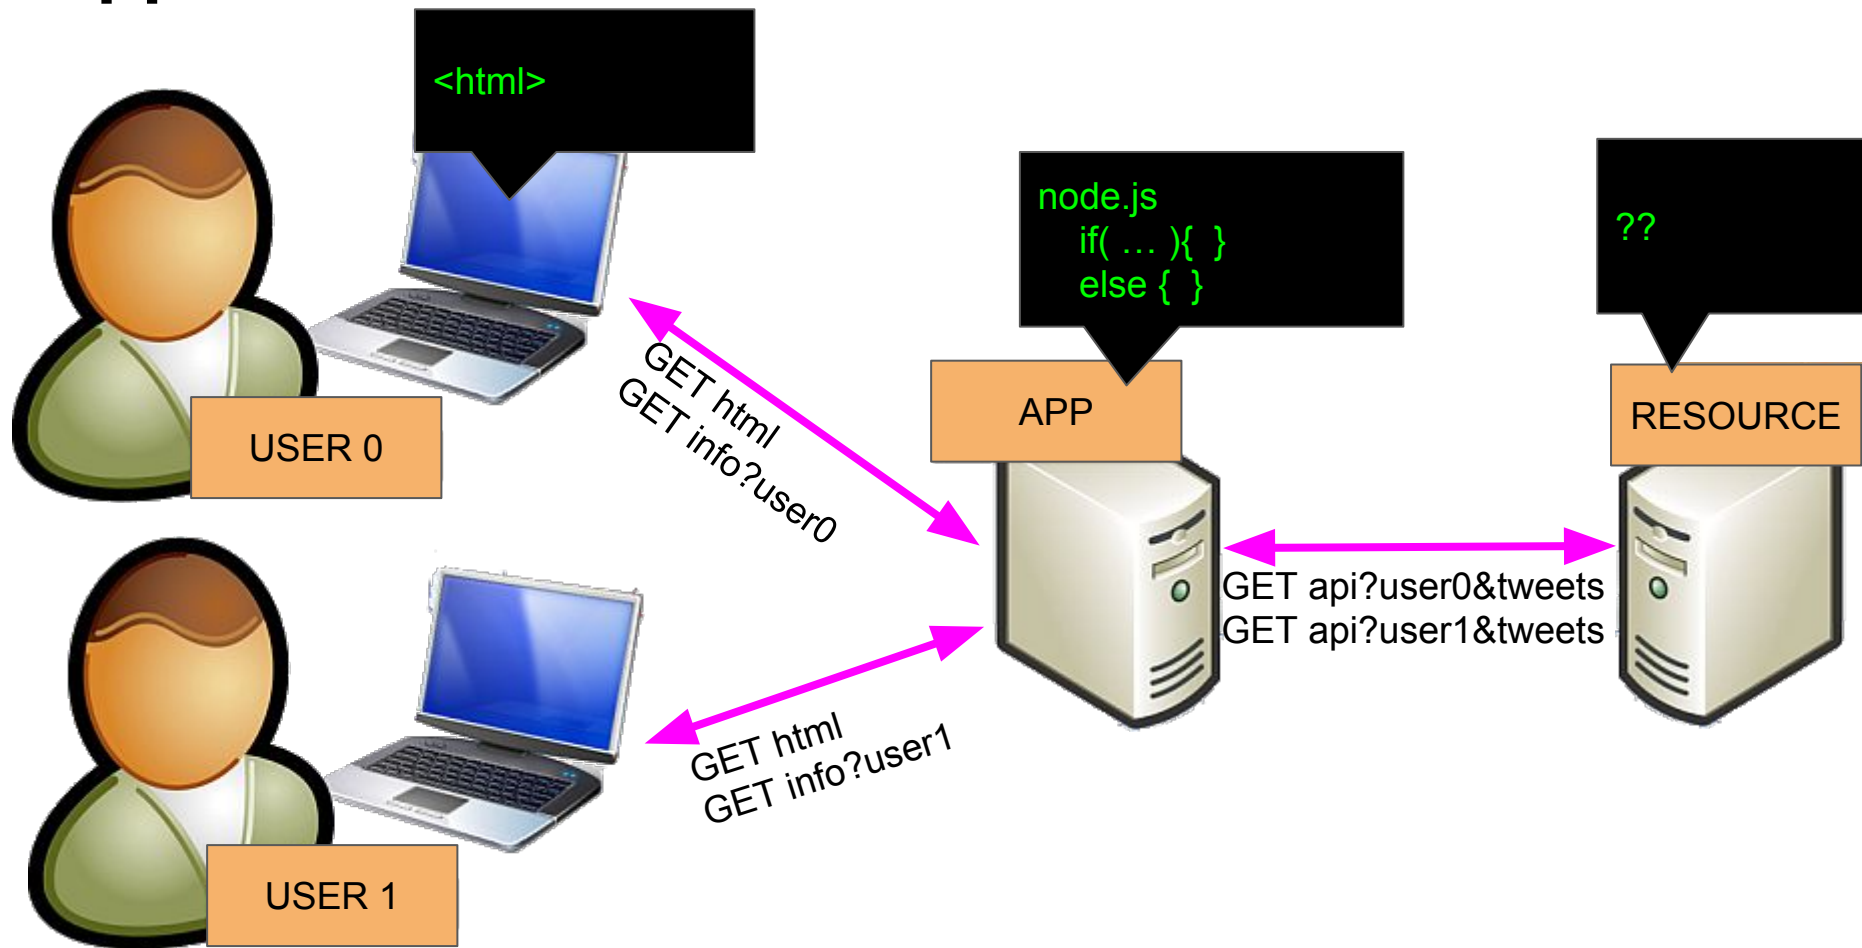 <html>
node.js
if( … ){  }
else {  }
??
USER 0
GET html
GET info?user0
APP
RESOURCE
GET api?user0&tweets
GET api?user1&tweets
GET html
GET info?user1
USER 1